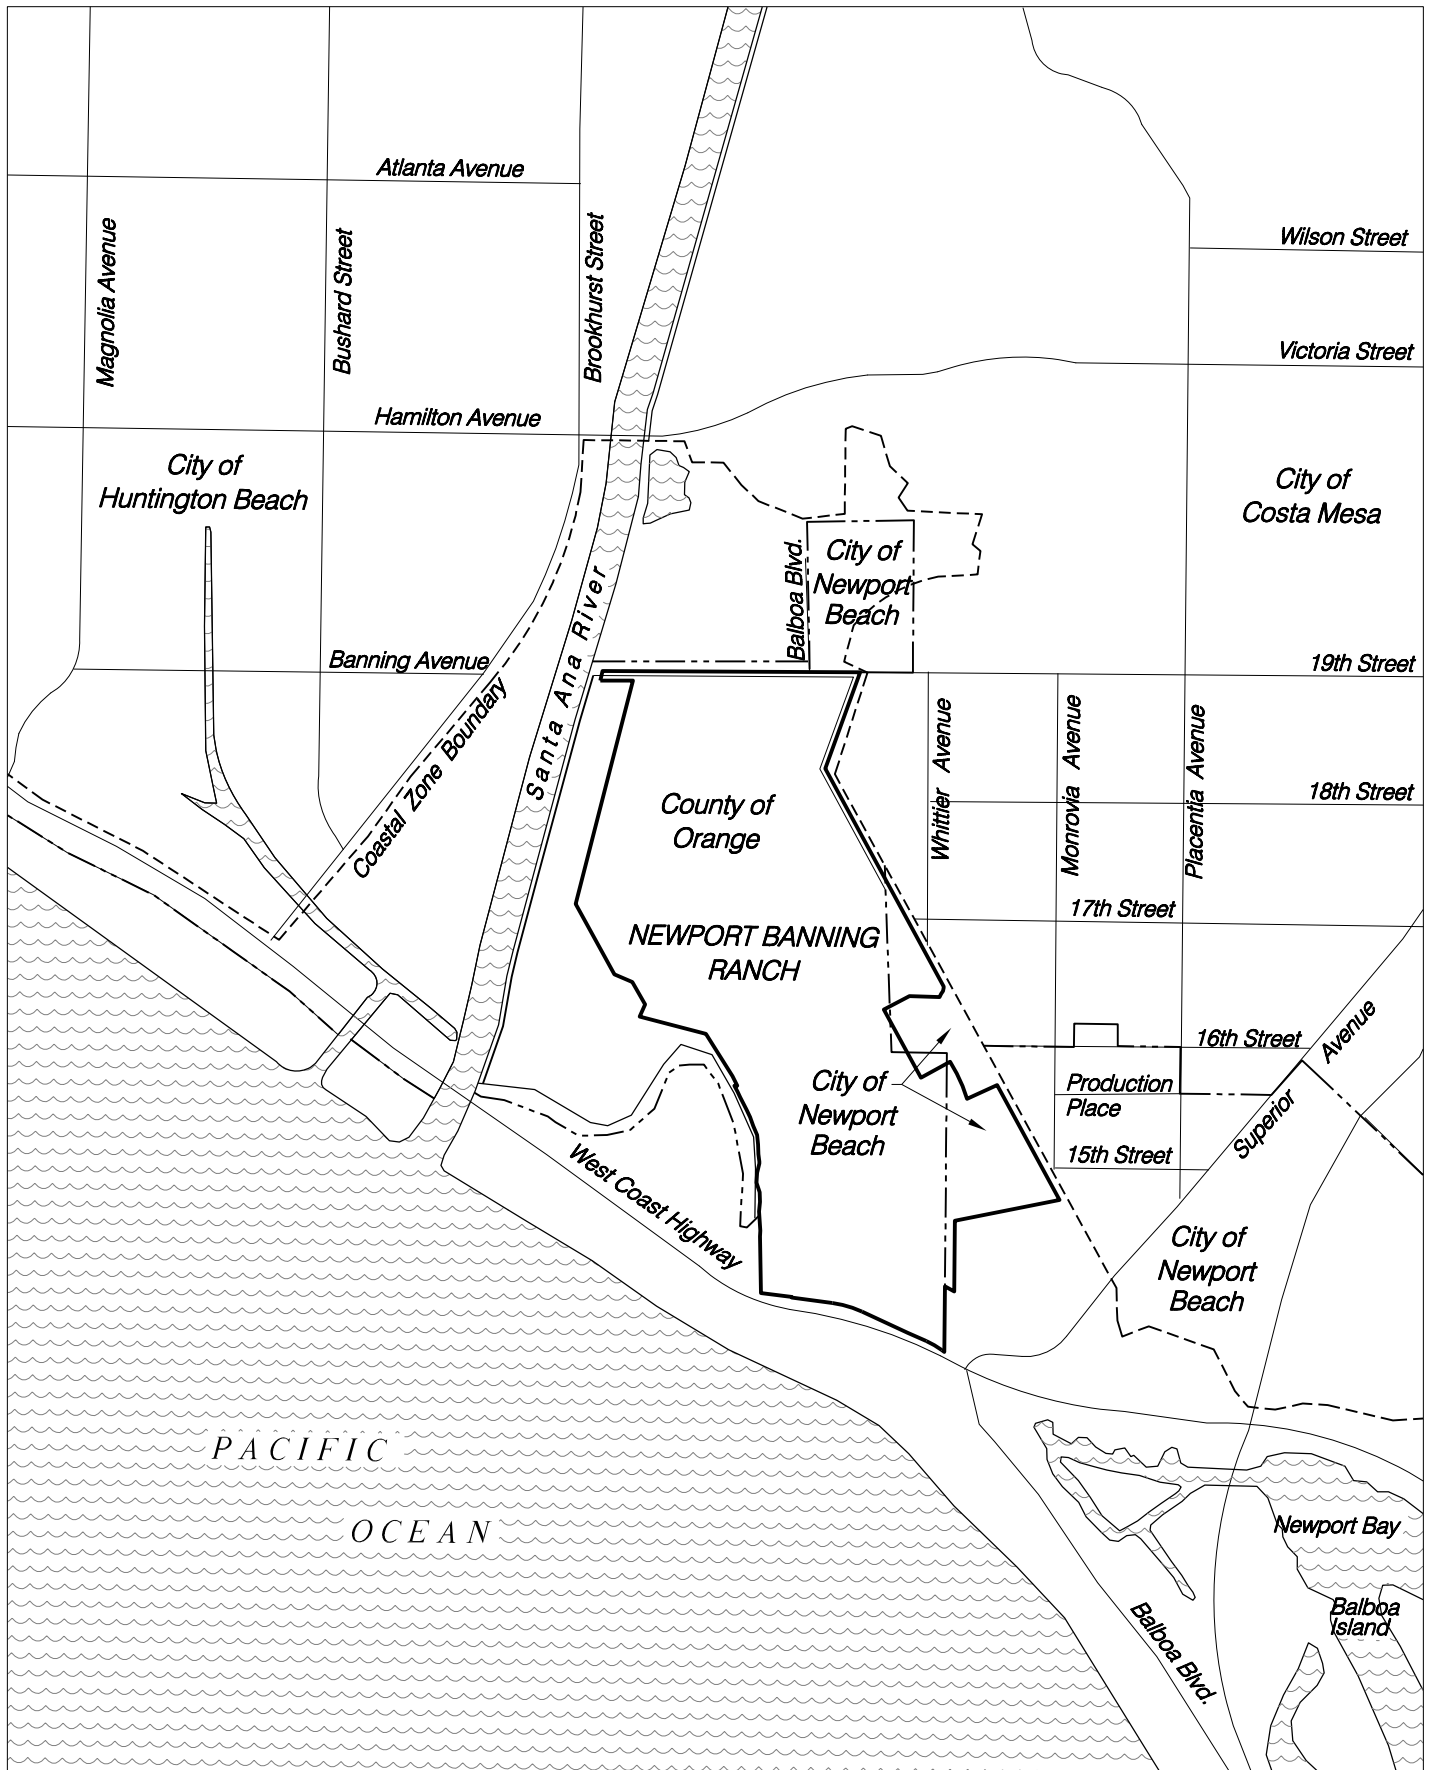 Atlanta Avenue
Magnolia Avenue
Bushard Street
Brookhurst Street
Wilson Street
Victoria Street
Hamilton Avenue
City of
Huntington Beach
City of
Costa Mesa
Balboa Blvd.
City of
Newport
Beach
Santa Ana River
Banning Avenue
19th Street
Coastal Zone Boundary
Whittier Avenue
Monrovia Avenue
Placentia Avenue
18th Street
County of
Orange
17th Street
NEWPORT BANNING
RANCH
16th Street
Superior Avenue
City of
Newport
Beach
Production
Place
15th Street
West Coast Highway
City of
Newport
Beach
PACIFIC
OCEAN
Newport Bay
Balboa
Island
Balboa Blvd.